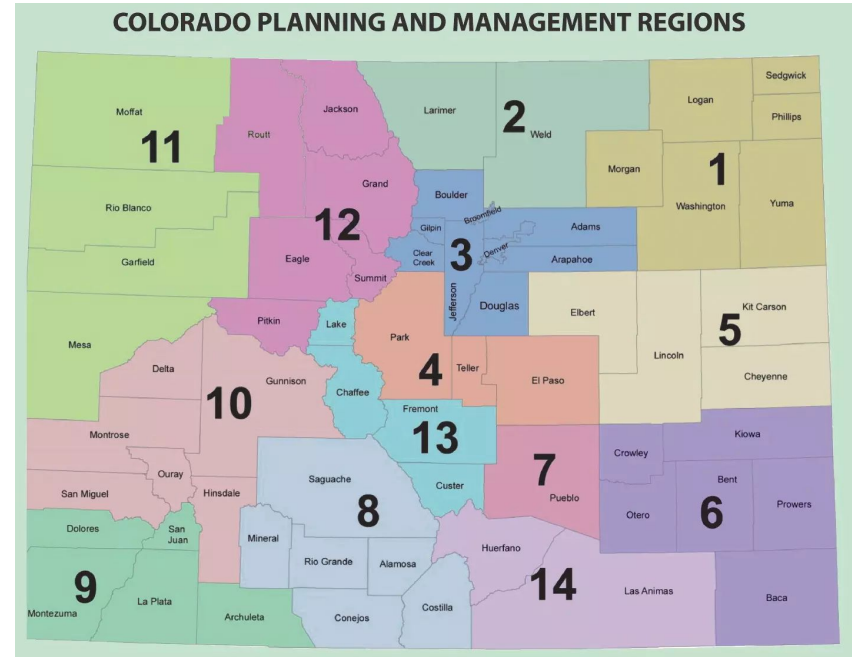 COLORADO PLANNING AND MANAGEMENT REGIONS
Moffat
11
Routt
Jackson
Larimer
2
Weld
Logan
Sedgwick
Phillips
Morgan
1
Washington
Yuma
Rio Blanco
Garfield
Grand
12
Eagle
Summit
Pitkin
Boulder
Broomfield
Gilpin
Clear
Creek
3
Jefferson
Denver
Adams
Arapahoe
Douglas
Elbert
Lincoln
Kit Carson
5
Cheyenne
Mesa
Delta
Gunnison
10
Montrose
Ouray
San Miguel
Hinsdale
Lake
Chaffee
Park
4
Teller
El Paso
Fremont
13
Custer
7
Pueblo
Crowley
Kiowa
Otero
Bent
6
Prowers
Baca
Saguache
8
Mineral
Rio Grande
Alamosa
Conejos
Costilla
Dolores
San
Juan
9
Montezuma
La Plata
Archuleta
Huerfano
14
Las Animas